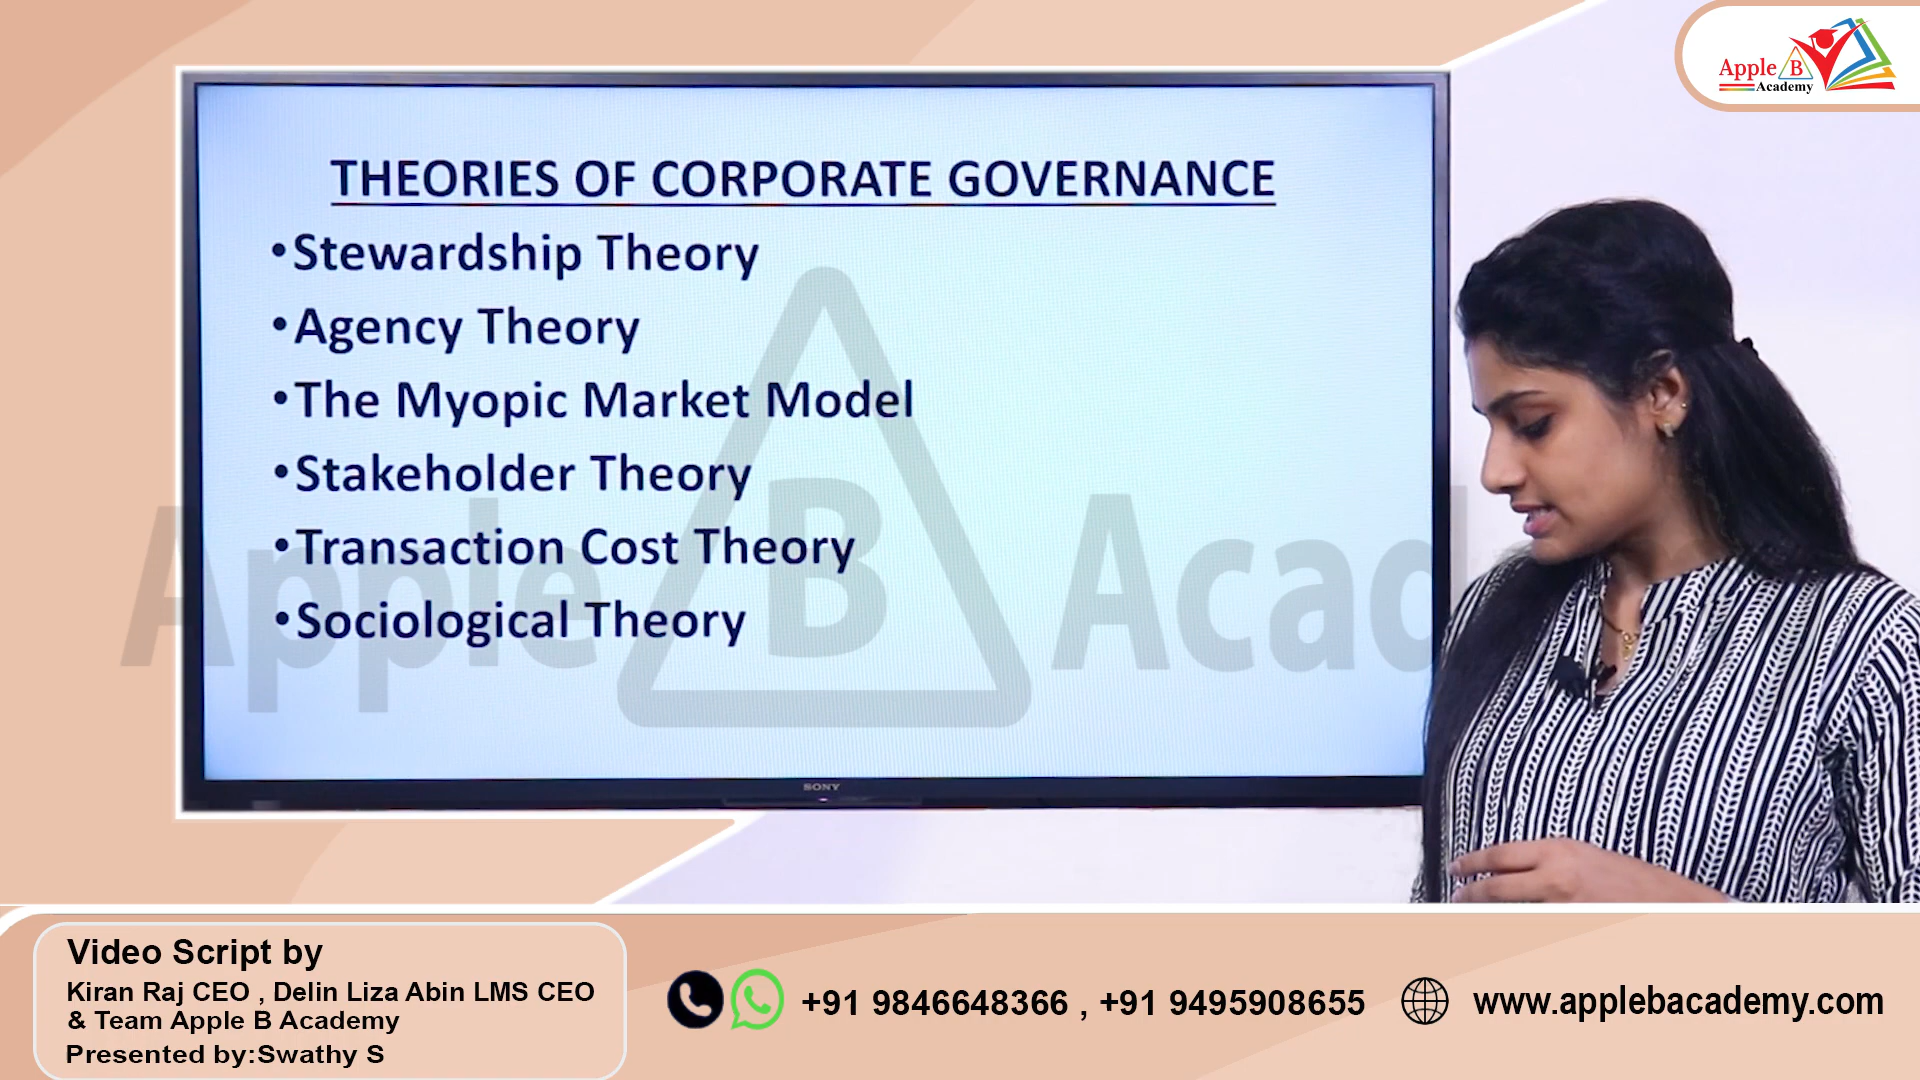 Apple B
Academy
THEORIES OF CORPORATE GOVERNANCE
•Stewardship Theory
•Agency Theory
•The Myopic Market Model
•Stakeholder Theory
•Transaction Cost Theory
•Sociological Theory
Apple B Acad
SONY
Video Script by
Kiran Raj CEO , Delin Liza Abin LMS CEO
& Team Apple B Academy
Presented by:Swathy S
+91 9846648366 , +91 9495908655
www.applebacademy.com